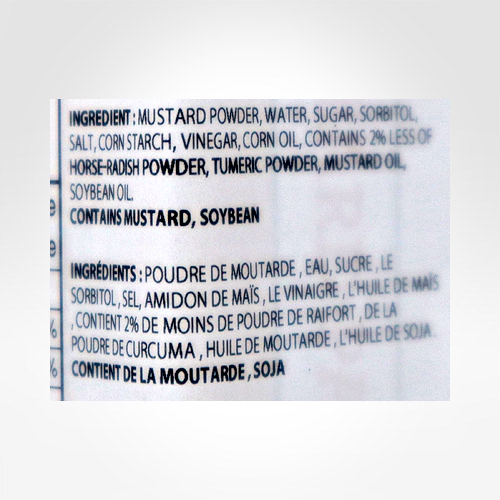 INGREDIENT : MUSTARD POWDER, WATER, SUGAR, SORBITOL,
SALT, CORN STARCH, VINEGAR, CORN OIL, CONTAINS 2% LESS OF
HORSE-RADISH POWDER, TUMERIC POWDER, MUSTARD OIL,
SOYBEAN OIL.
CONTAINS MUSTARD, SOYBEAN
INGRÉDIENTS : POUDRE DE MOUTARDE , EAU, SUCRE , LE
SORBITOL , SEL, AMIDON DE MAÏS , LE VINAIGRE , L'HUILE DE MAÏS
, CONTIENT 2% DE MOINS DE POUDRE DE RAIFORT , DE LA
POUDRE DE CURCUMA , HUILE DE MOUTARDE , L'HUILE DE SOJA
CONTIENT DE LA MOUTARDE , SOJA